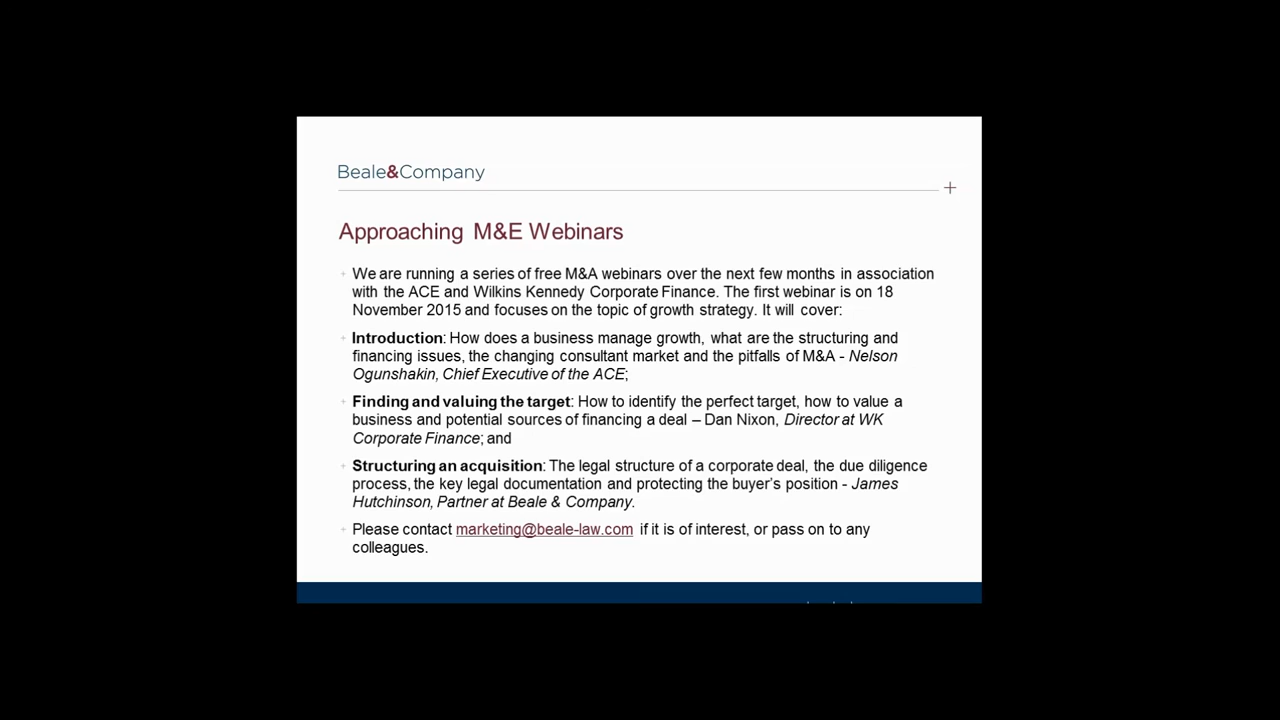 Beale&Company
Approaching M&E Webinars
We are running a series of free M&A webinars over the next few months in association
with the ACE and Wilkins Kennedy Corporate Finance. The first webinar is on 18
November 2015 and focuses on the topic of growth strategy. It will cover:
Introduction: How does a business manage growth, what are the structuring and
financing issues, the changing consultant market and the pitfalls of M&A - Nelson
Ogunshakin, Chief Executive of the ACE;
Finding and valuing the target: How to identify the perfect target, how to value a
business and potential sources of financing a deal – Dan Nixon, Director at WK
Corporate Finance; and
Structuring an acquisition: The legal structure of a corporate deal, the due diligence
process, the key legal documentation and protecting the buyer's position - James
Hutchinson, Partner at Beale & Company.
Please contact marketing@beale-law.com if it is of interest, or pass on to any
colleagues.